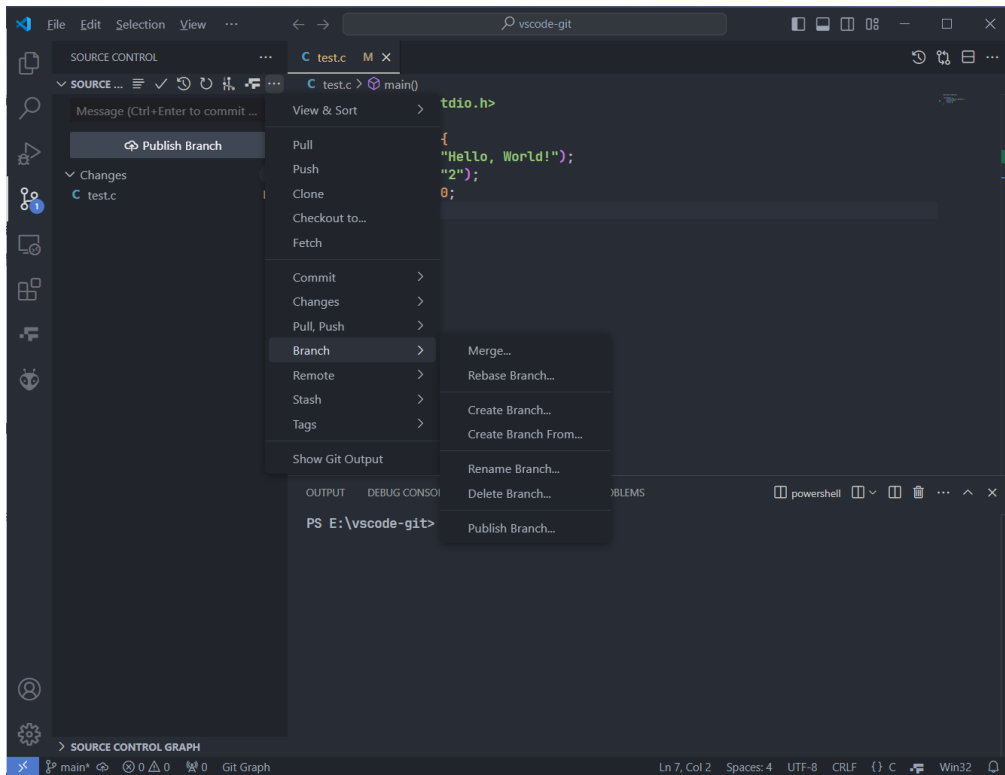 File Edit Selection View ··· vscode-git
SOURCE CONTROL ···
SOURCE ... ···
Message (Ctrl+Enter to commit ...
Publish Branch
Changes
C test.c
1
C test.c M
C test.c > main()
tdio.h>
{
"Hello, World!");
"2");
0;
View & Sort
Pull
Push
Clone
Checkout to...
Fetch
Commit
Changes
Pull, Push
Branch
Remote
Stash
Tags
Show Git Output
Merge...
Rebase Branch...
Create Branch...
Create Branch From...
Rename Branch...
Delete Branch...
Publish Branch...
OUTPUT DEBUG CONSO OBLEMS powershell
PS E:\vscode-git>
SOURCE CONTROL GRAPH
main* 0 0 0 Git Graph Ln 7, Col 2 Spaces: 4 UTF-8 CRLF {} C Win32